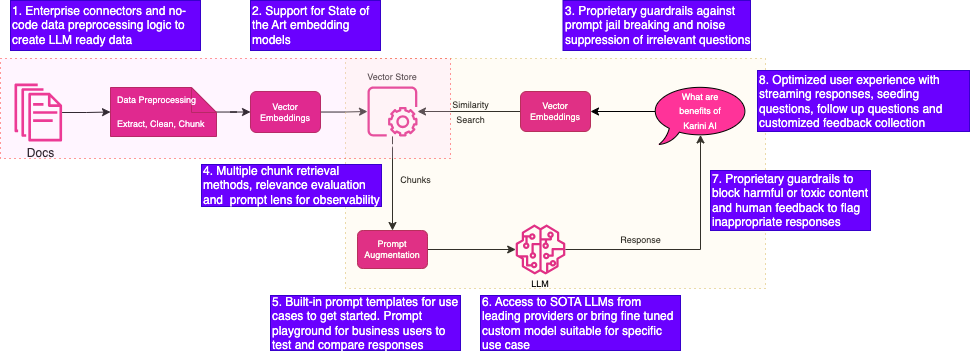 1. Enterprise connectors and no-
code data preprocessing logic to
create LLM ready data
2. Support for State of
the Art embedding
models
3. Proprietary guardrails against
prompt jail breaking and noise
suppression of irrelevant questions
Docs
Data Preprocessing
Extract, Clean, Chunk
Vector
Embeddings
Vector Store
Similarity
Search
Vector
Embeddings
What are
benefits of
Karini AI
8. Optimized user experience with
streaming responses, seeding
questions, follow up questions and
customized feedback collection
4. Multiple chunk retrieval
methods, relevance evaluation
and prompt lens for observability
Chunks
7. Proprietary guardrails to
block harmful or toxic content
and human feedback to flag
inappropriate responses
Prompt
Augmentation
LLM
Response
5. Built-in prompt templates for use
cases to get started. Prompt
playground for business users to
test and compare responses
6. Access to SOTA LLMs from
leading providers or bring fine tuned
custom model suitable for specific
use case